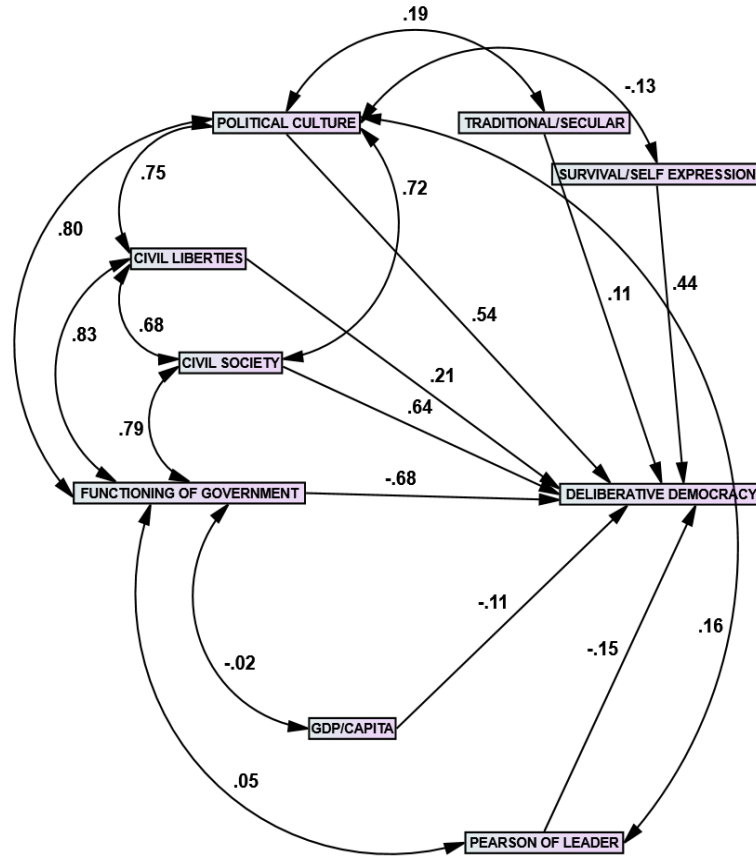 .19
-.13
POLITICAL CULTURE
TRADITIONAL/SECULAR
SURVIVAL/SELF EXPRESSION
.75
.72
.80
CIVIL LIBERTIES
.44
.11
.54
.83
.68
CIVIL SOCIETY
.21
.64
.79
-.68
FUNCTIONING OF GOVERNMENT
DELIBERATIVE DEMOCRACY
-.11
.16
-.15
-.02
GDP/CAPITA
.05
PEARSON OF LEADER